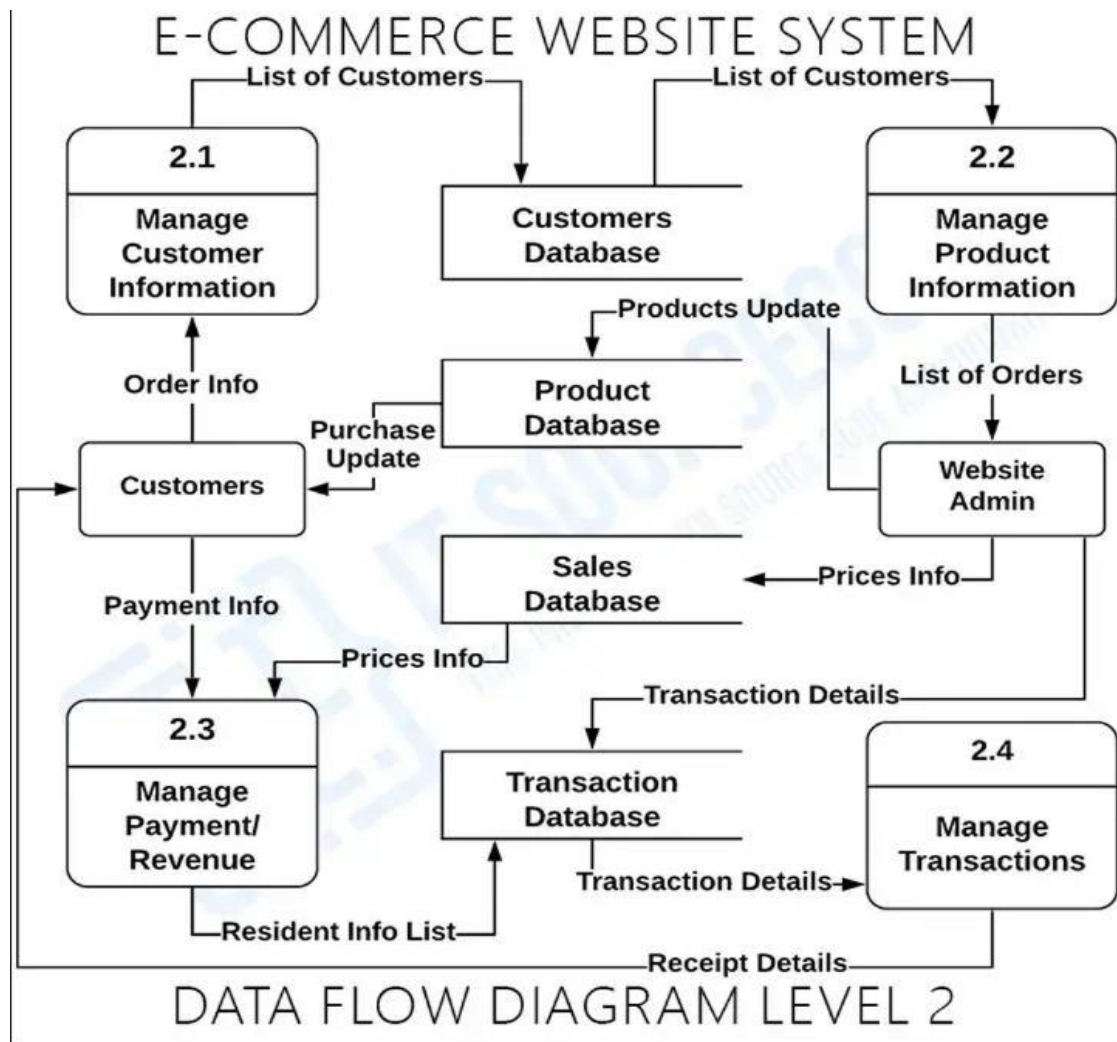 E-COMMERCE WEBSITE SYSTEM
List of Customers
List of Customers
2.1
Manage
Customer
Information
Customers
Database
2.2
Manage
Product
Information
Products Update
Order Info
Product
Database
List of Orders
Purchase
Update
Customers
Website
Admin
Sales
Database
Prices Info
Payment Info
Prices Info
Transaction Details
2.3
Manage
Payment/
Revenue
Transaction
Database
2.4
Manage
Transactions
Transaction Details
Resident Info List
Receipt Details
DATA FLOW DIAGRAM LEVEL 2